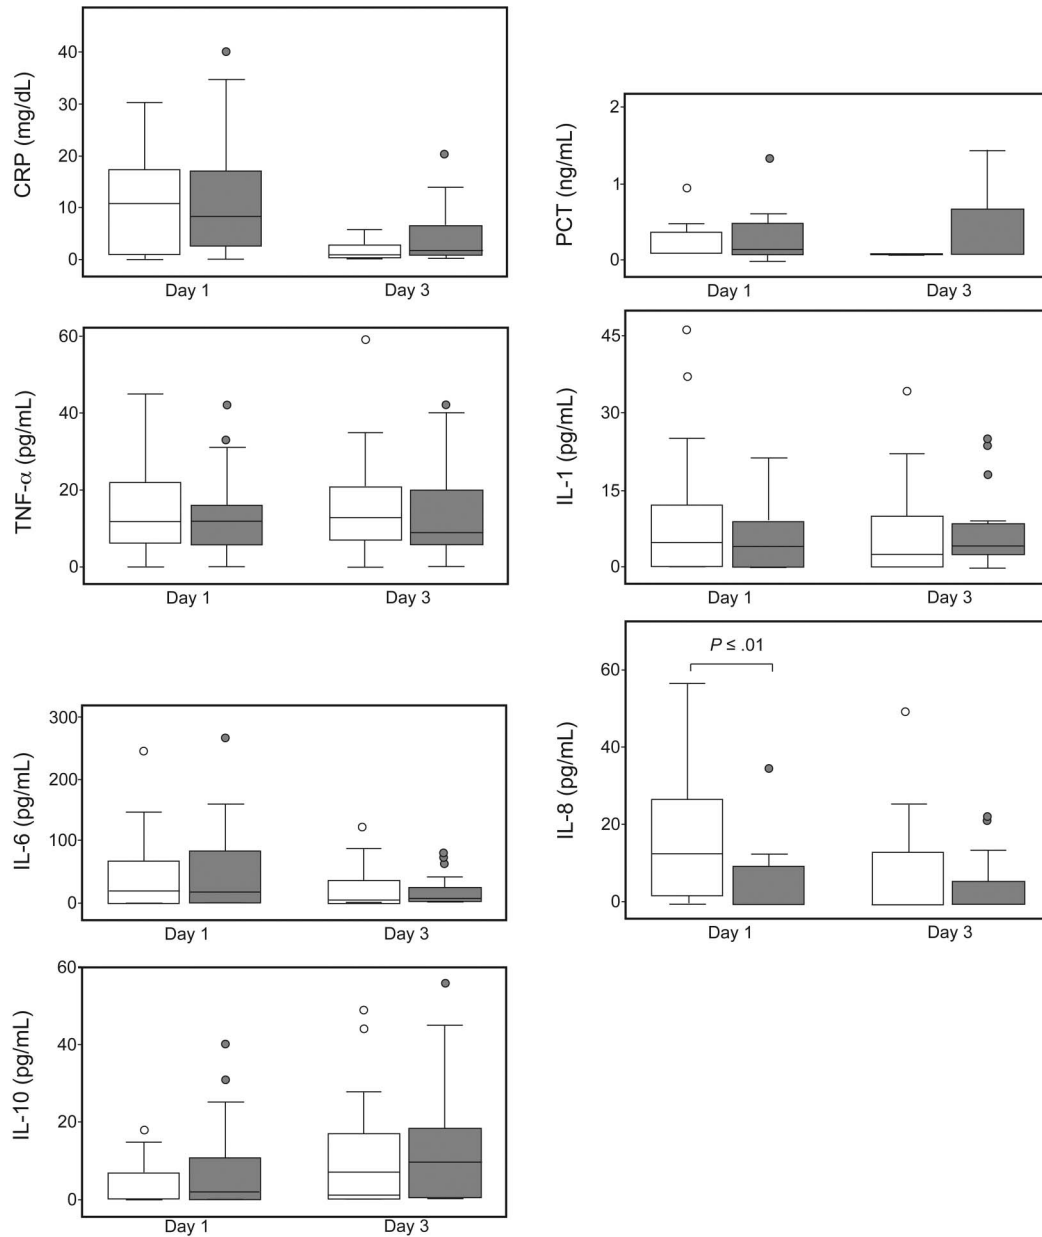 CRP (mg/dL)
40
30
20
10
0
Day 1 Day 3
PCT (ng/mL)
2
1
0
Day 1 Day 3
TNF-α (pg/mL)
60
40
20
0
Day 1 Day 3
IL-1 (pg/mL)
45
30
15
0
Day 1 Day 3
IL-6 (pg/mL)
300
200
100
0
Day 1 Day 3
IL-8 (pg/mL)
P ≤ .01
60
40
20
0
Day 1 Day 3
IL-10 (pg/mL)
60
40
20
0
Day 1 Day 3